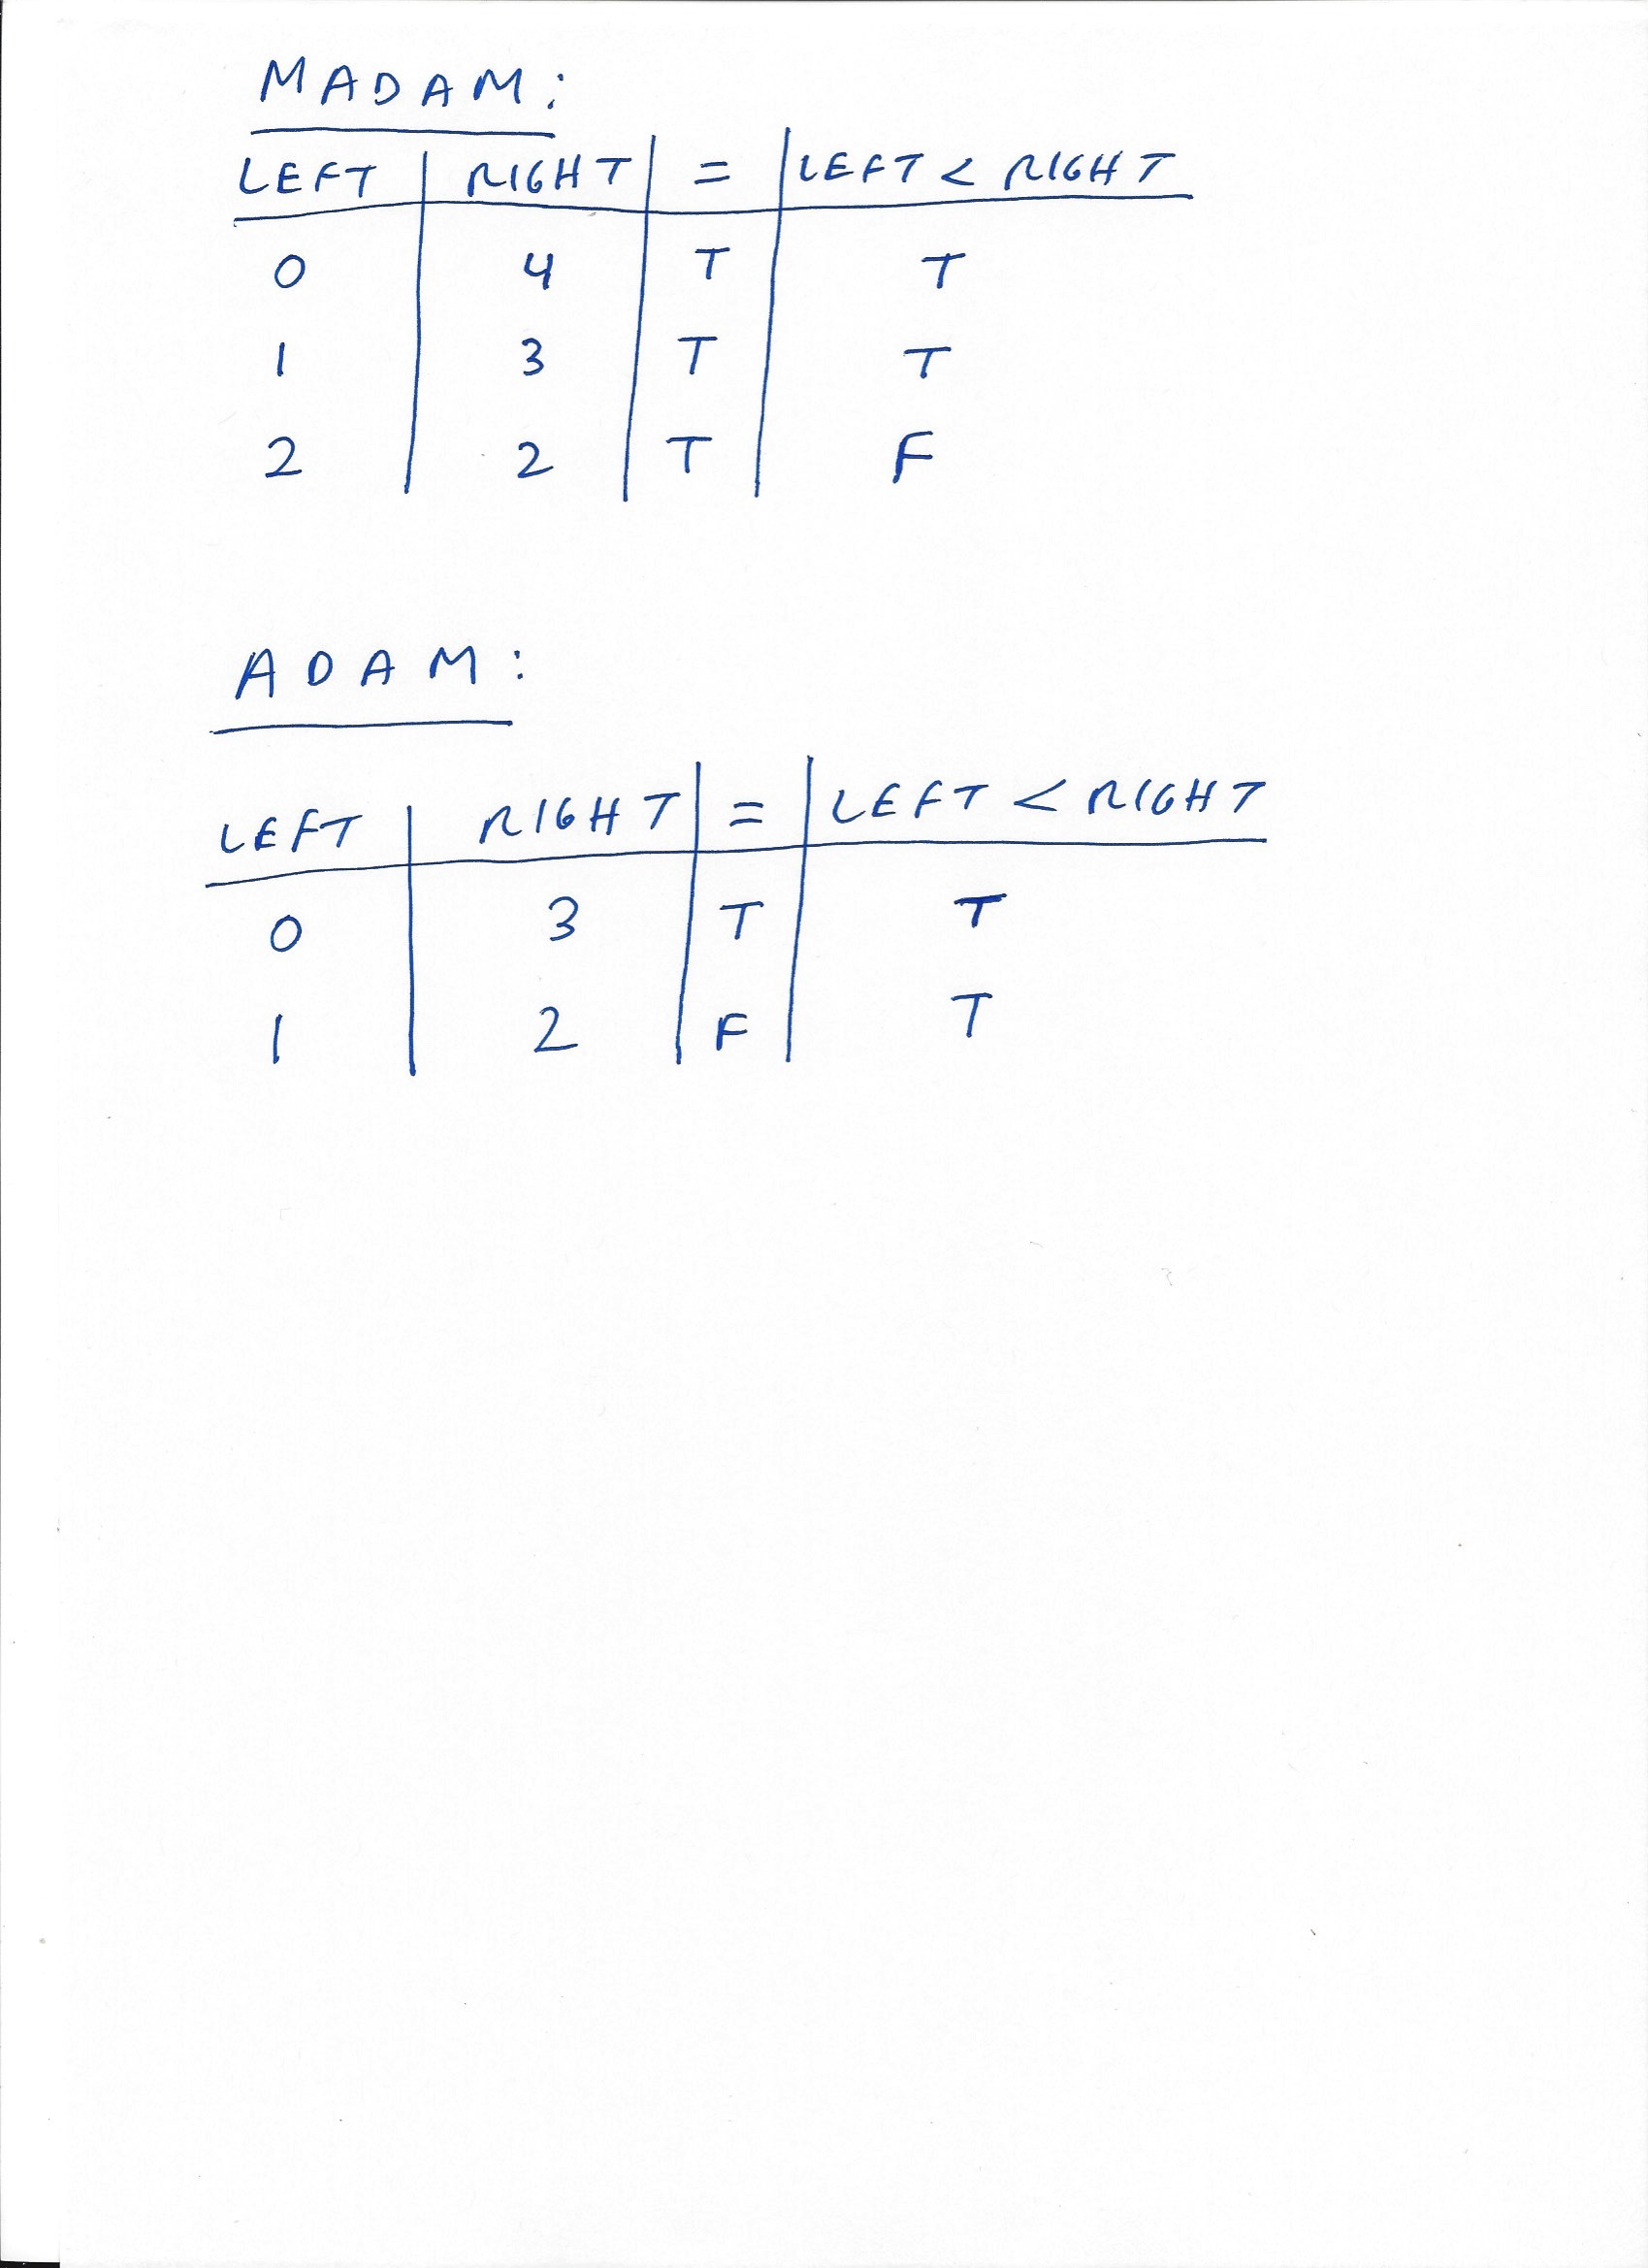 MADAM:
LEFT RIGHT = LEFT < RIGHT
0 4 T T
1 3 T T
2 2 T F
ADAM:
LEFT RIGHT = LEFT < RIGHT
0 3 T T
1 2 F T